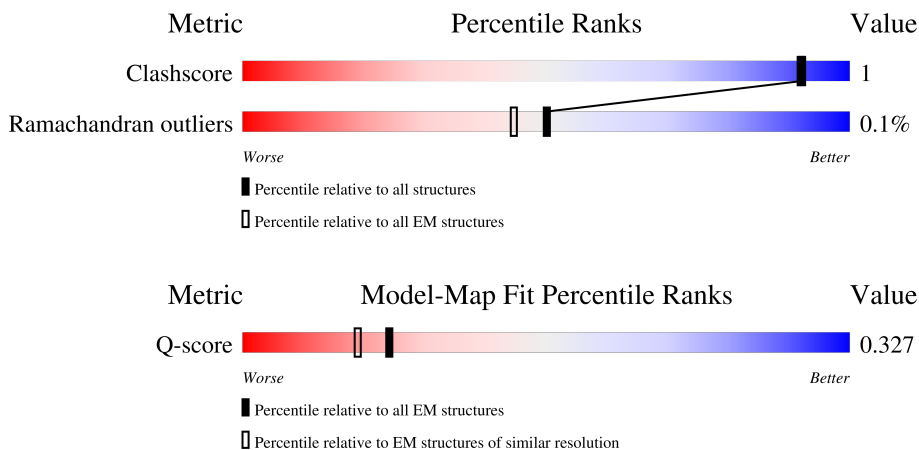 Metric Percentile Ranks Value
Clashscore 1
Ramachandran outliers 0.1%
Worse Better
Percentile relative to all structures
Percentile relative to all EM structures
Metric Model-Map Fit Percentile Ranks Value
Q-score 0.327
Worse Better
Percentile relative to all EM structures
Percentile relative to EM structures of similar resolution